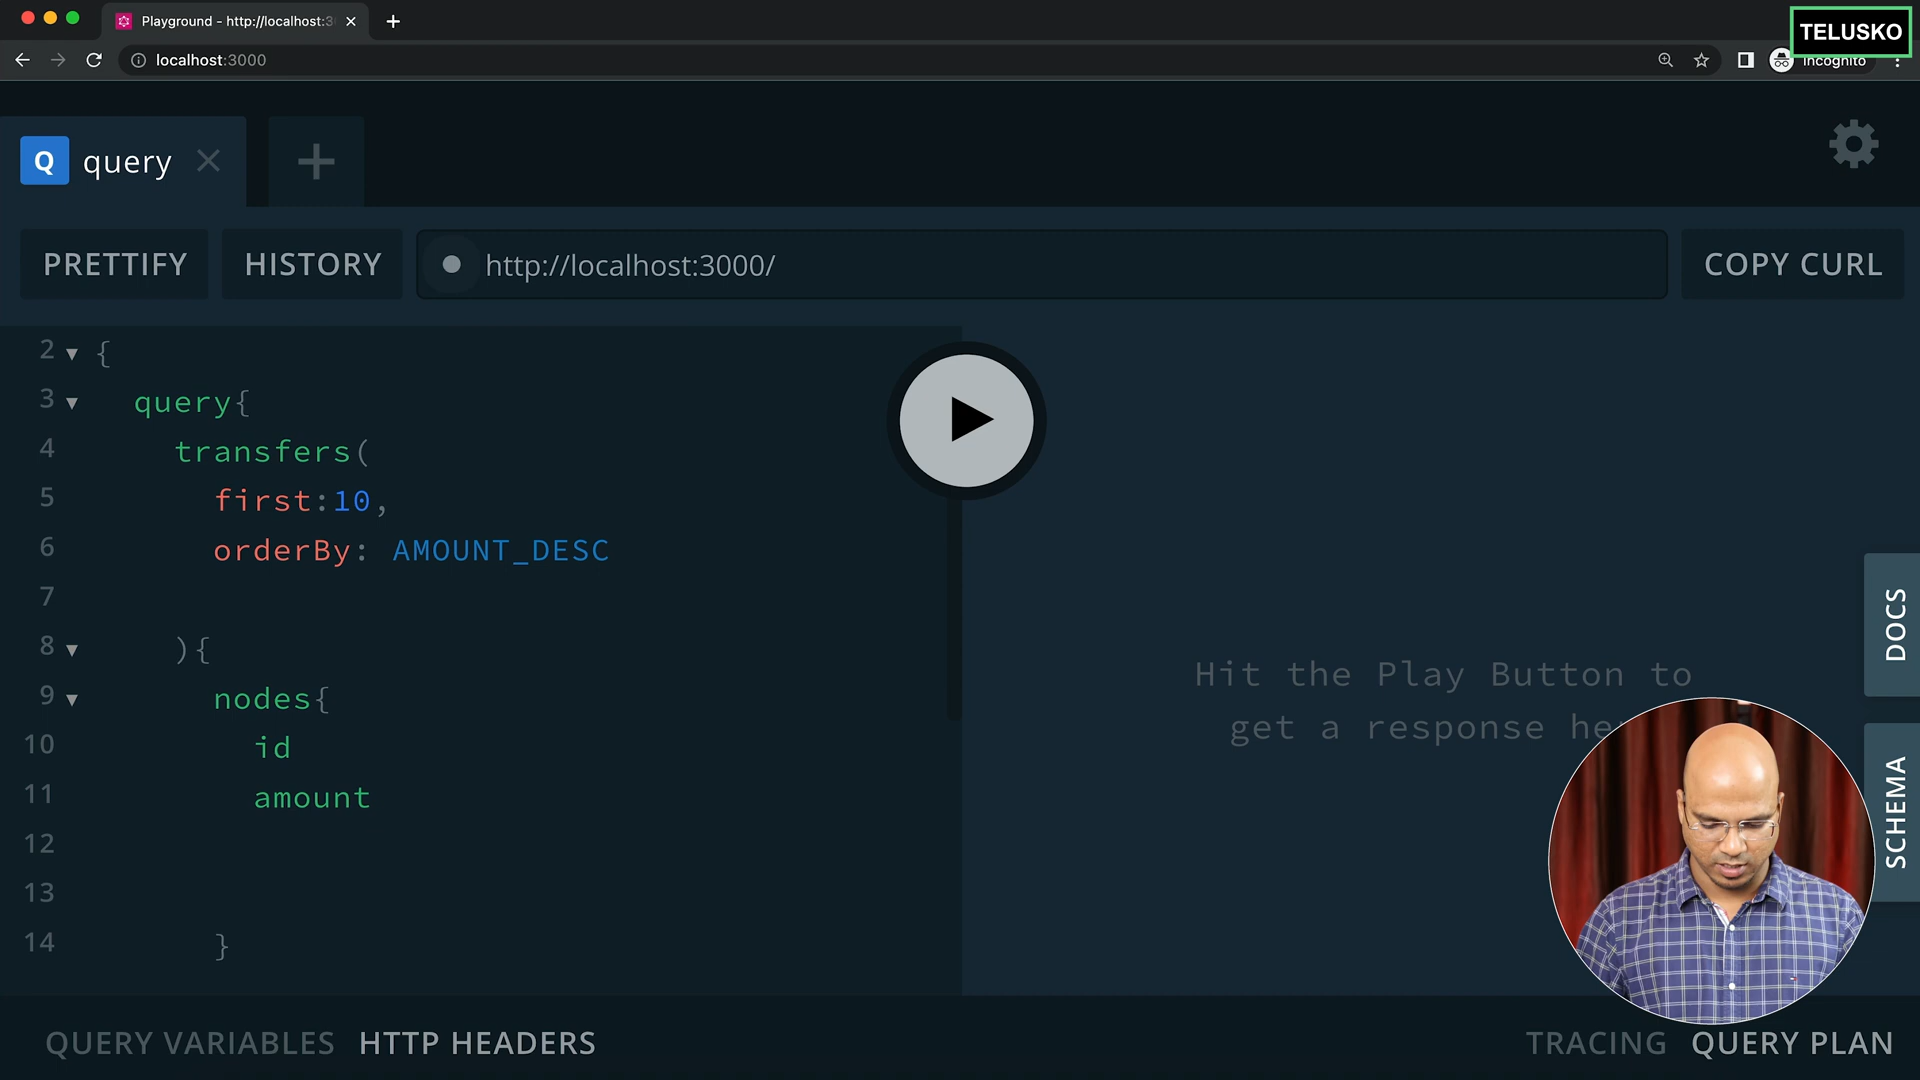 Playground - http://localhost:3
TELUSKO
localhost:3000
Incognito
Q query
PRETTIFY
HISTORY
http://localhost:3000/
COPY CURL
2 {
3 query{
4 transfers(
5 first:10,
6 orderBy: AMOUNT_DESC
7
8 ){
9 nodes{
10 id
11 amount
12
13
14 }
Hit the Play Button to
get a response
DOCS
SCHEMA
QUERY VARIABLES
HTTP HEADERS
TRACING
QUERY PLAN